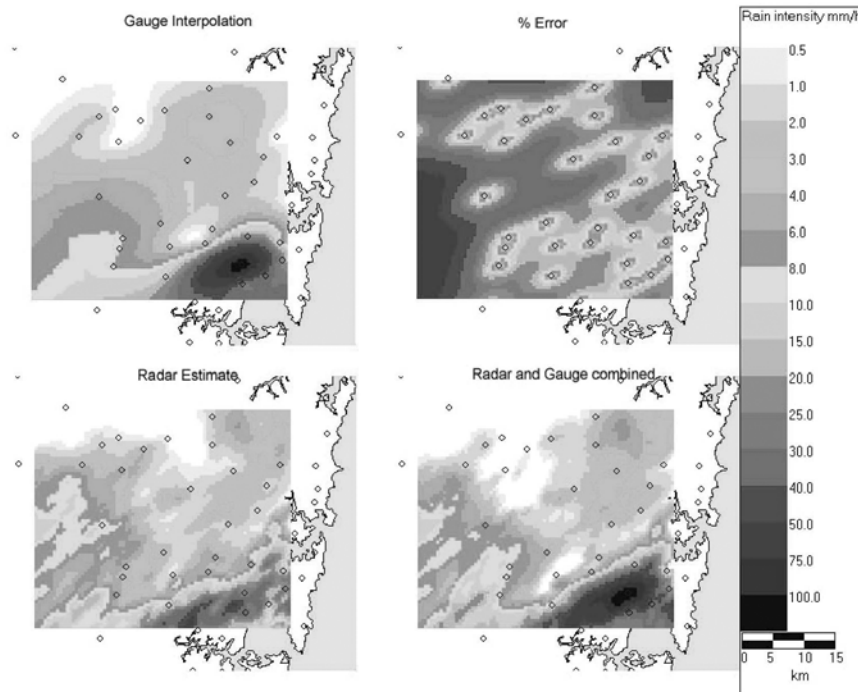 Gauge Interpolation
% Error
Rain intensity mm/h
0.5
1.0
2.0
3.0
4.0
5.0
6.0
8.0
10.0
15.0
20.0
25.0
30.0
40.0
50.0
75.0
100.0
Radar Estimate
Radar and Gauge combined
0 5 10 15
km